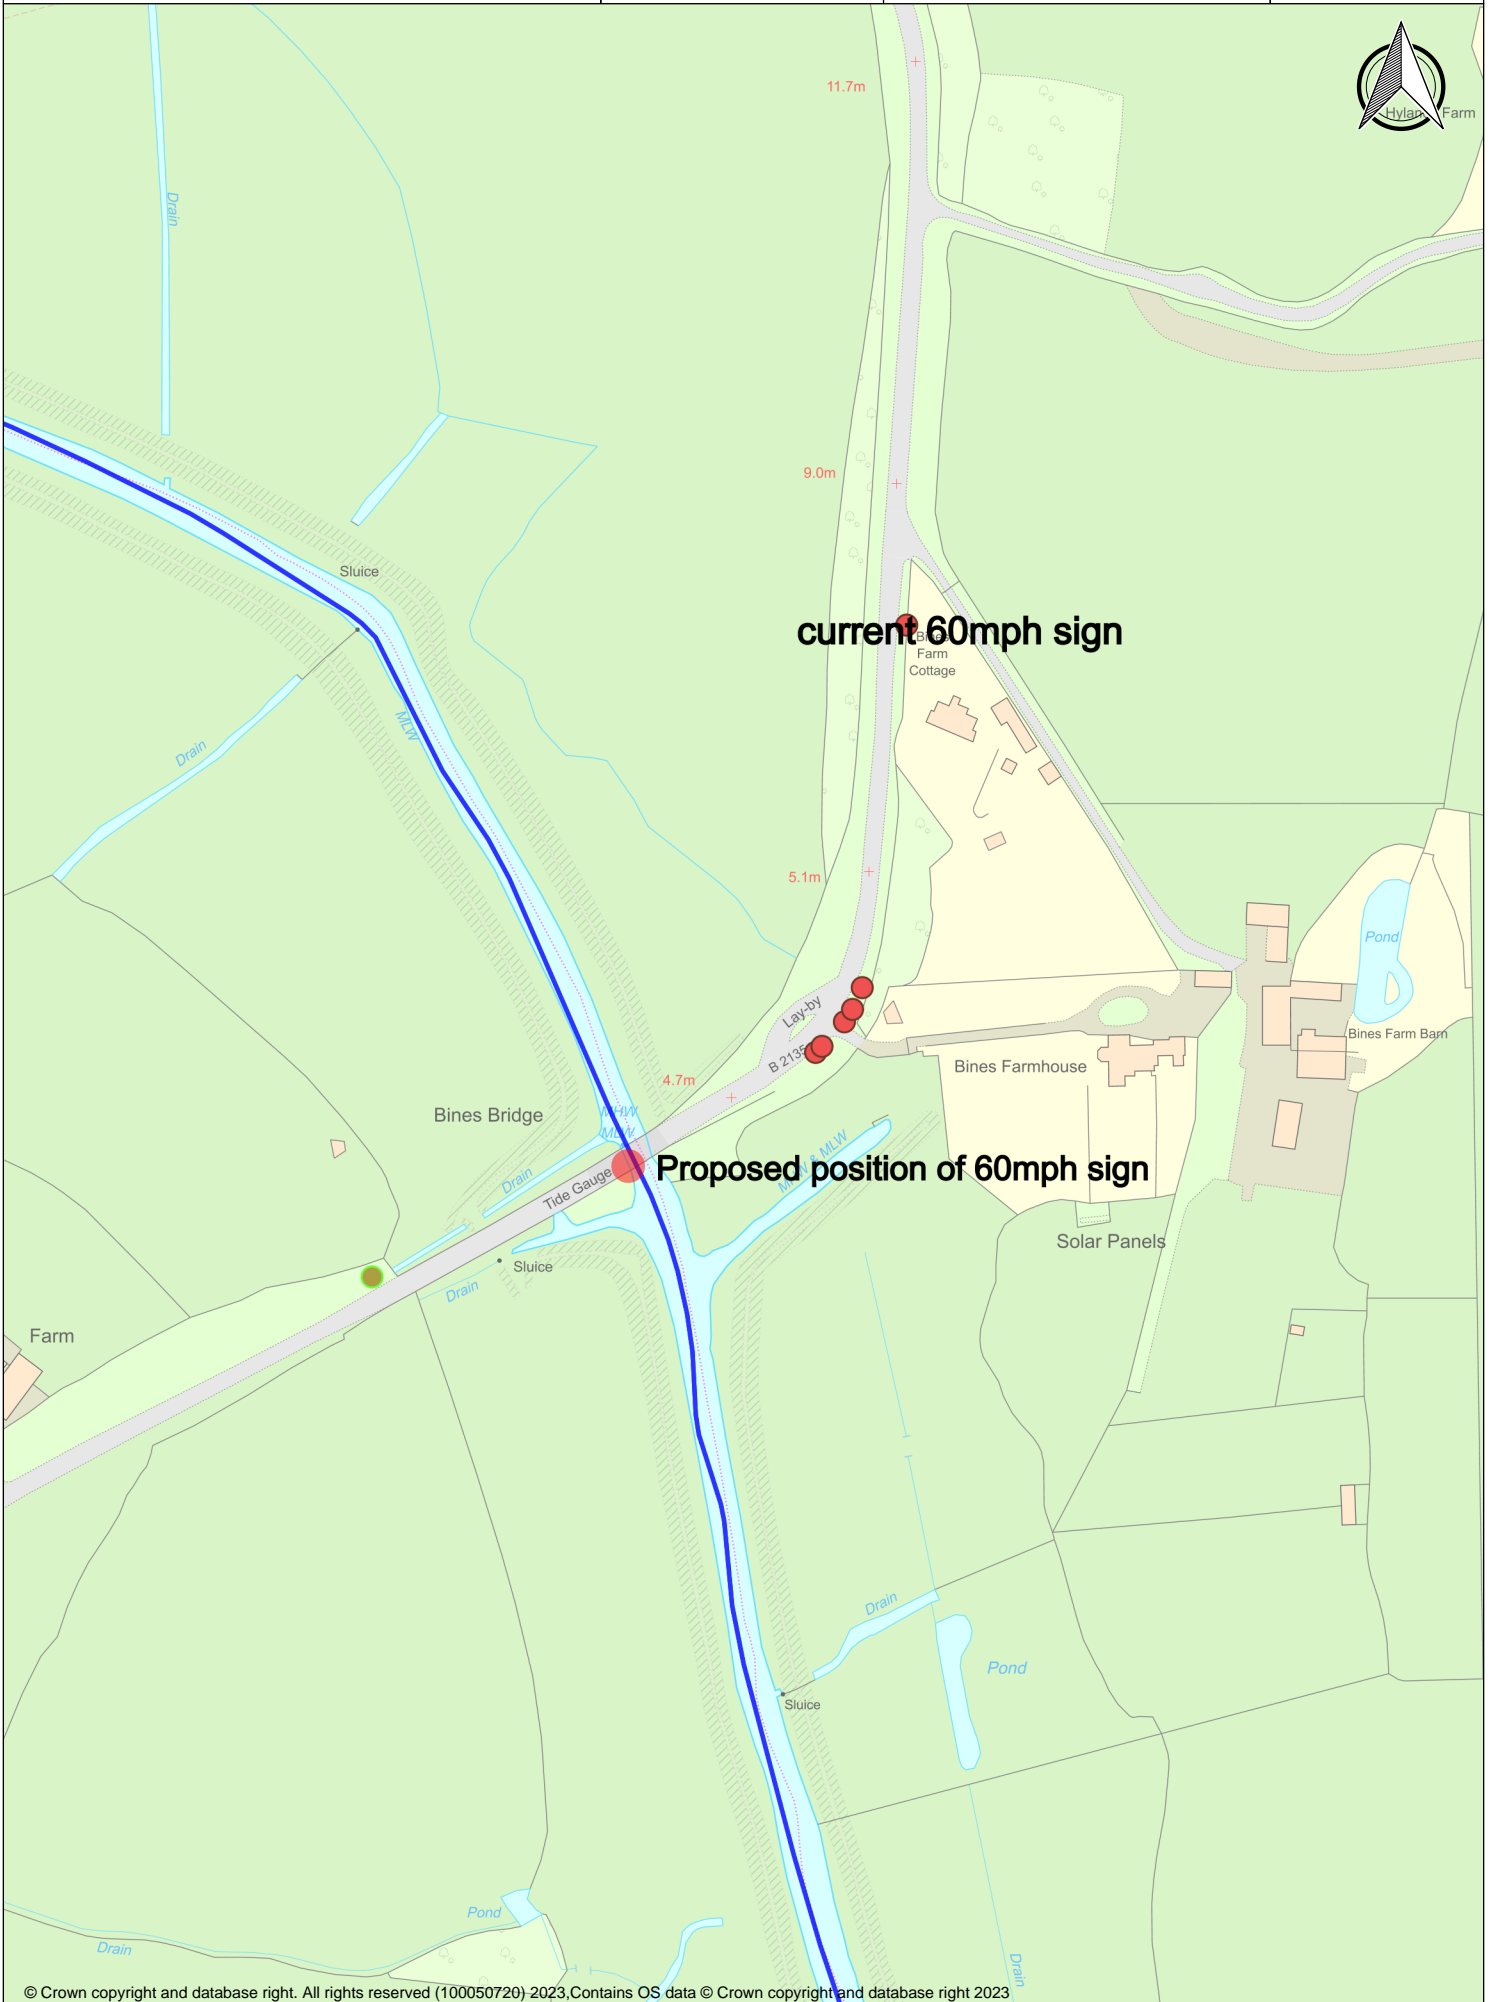 11.7m
Farm
Drain
9.0m
Sluice
current 60mph sign
Farm
Cottage
MLW
Drain
5.1m
Pond
Lay-by
Bines Farm Barn
B 2135
Bines Farmhouse
4.7m
Bines Bridge
MHW
MLW
MHW & MLW
Proposed position of 60mph sign
Drain
Tide Gauge
Solar Panels
Sluice
Drain
Farm
Drain
Pond
Sluice
Pond
Drain
Drain
© Crown copyright and database right. All rights reserved (100050720) 2023,Contains OS data © Crown copyright and database right 2023